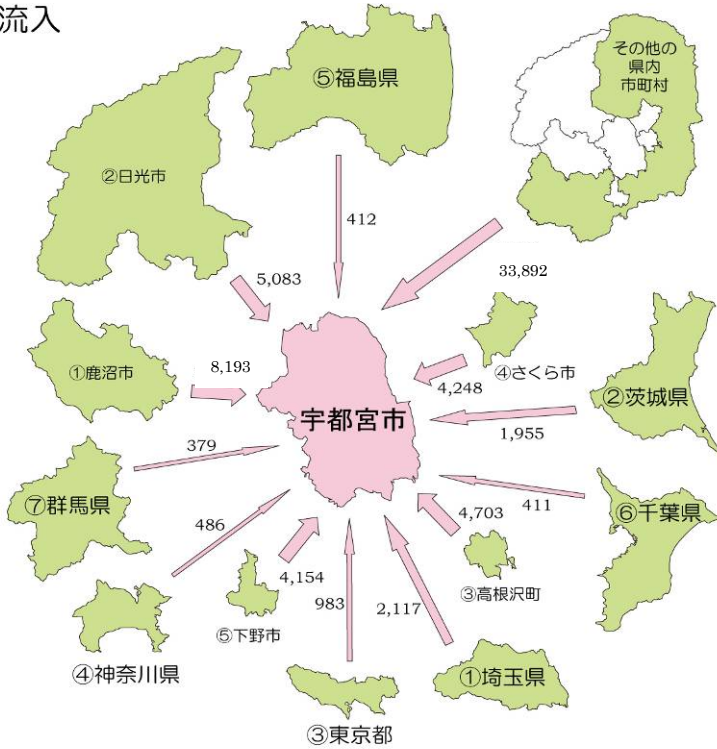 流入
⑤福島県
その他の
県内
市町村
②日光市
412
33,892
5,083
①鹿沼市
8,193
④さくら市
4,248
②茨城県
宇都宮市
1,955
379
⑦群馬県
486
4,703
411
⑥千葉県
4,154
③高根沢町
983
2,117
⑤下野市
④神奈川県
①埼玉県
③東京都